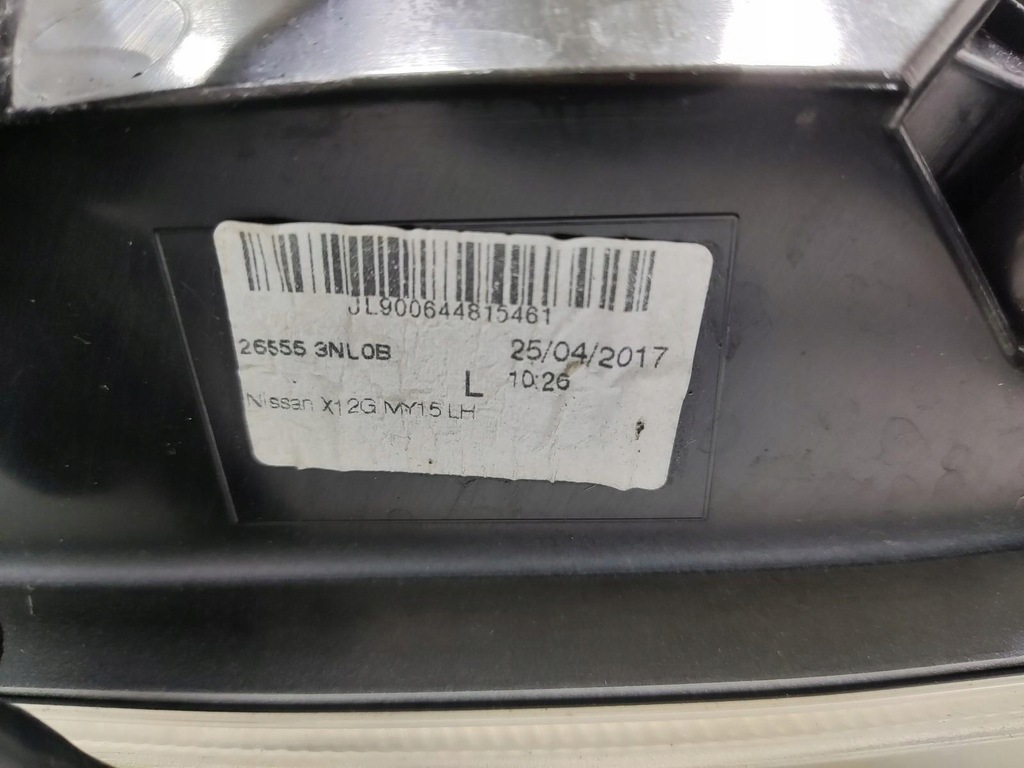 JL900644815461
26555 3NL0B
25/04/2017
L
10:26
Nissan X12G MY15 LH